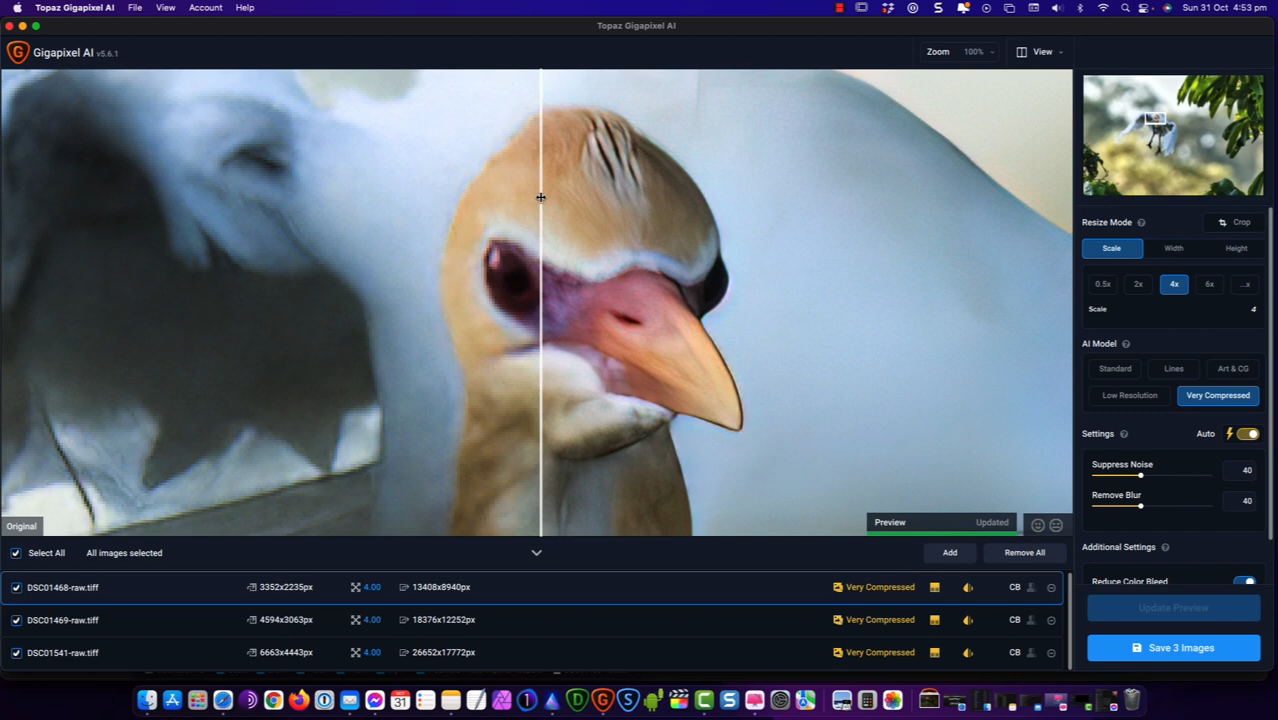 Topaz Gigapixel AI File View Account Help Sun 31 Oct 4:53 pm
Topaz Gigapixel AI
Gigapixel AI v5.6.1
Zoom 100% View
Resize Mode Crop
Scale Width Height
0.5x 2x 4x 6x ...x
Scale 4
AI Model
Standard Lines Art & CG
Low Resolution Very Compressed
Settings Auto
Suppress Noise 40
Remove Blur 40
Original
Preview Updated
Additional Settings
Reduce Color Bleed
Update Preview
Save 3 Images
Select All All images selected Add Remove All
DSC01468-raw.tiff 3352x2235px 4.00 13408x8940px Very Compressed CB
DSC01469-raw.tiff 4594x3063px 4.00 18376x12252px Very Compressed CB
DSC01541-raw.tiff 6663x4443px 4.00 26652x17772px Very Compressed CB
OCT
31